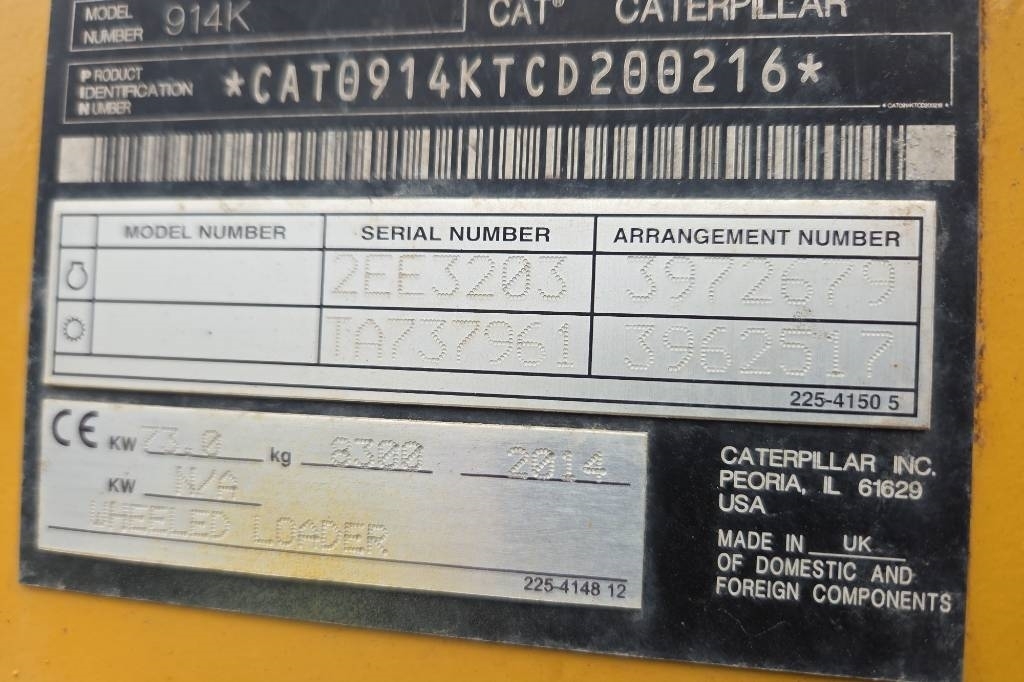 MODEL NUMBER 914K CAT® CATERPILLAR
PRODUCT IDENTIFICATION NUMBER *CAT0914KTCD200216*
*CAT0914KTCD200216*
MODEL NUMBER SERIAL NUMBER ARRANGEMENT NUMBER
2EE3203 3972679
TA737961 3962517
225-4150 5
CE KW 73.0 kg 8300 2014
KW N/A
WHEELED LOADER
225-4148 12
CATERPILLAR INC.
PEORIA, IL 61629
USA
MADE IN UK
OF DOMESTIC AND
FOREIGN COMPONENTS